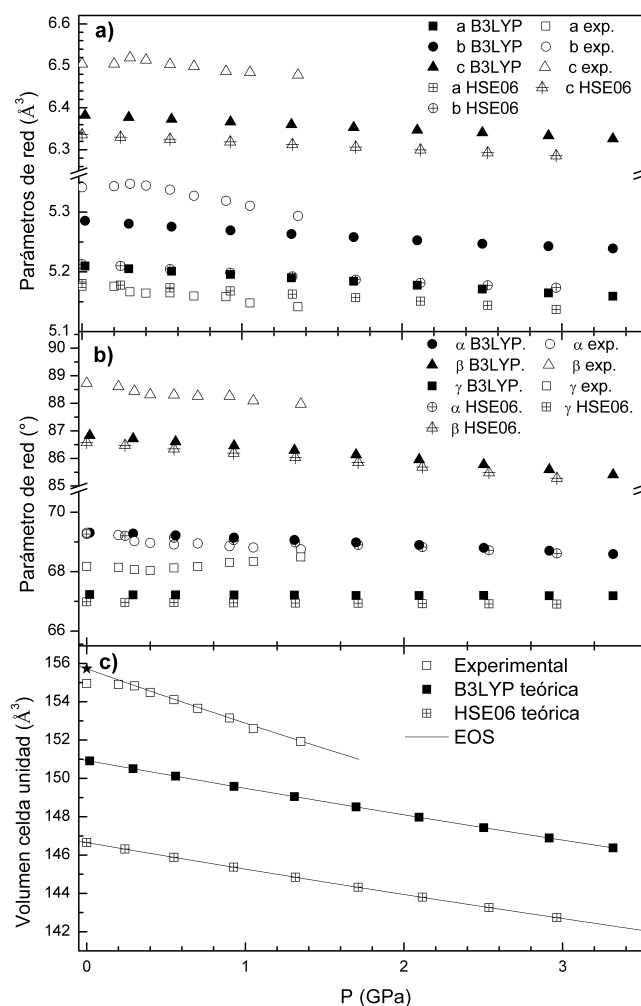 a)
Parámetros de red (Å³)
6.6
6.5
6.4
6.3
5.3
5.2
5.1
a B3LYP
a exp.
b B3LYP
b exp.
c B3LYP
c exp.
a HSE06
c HSE06
b HSE06
b)
Parámetro de red (°)
90
88
86
85
70
68
66
α B3LYP.
α exp.
β B3LYP.
β exp.
γ B3LYP.
γ exp.
α HSE06.
γ HSE06.
β HSE06.
c)
Volumen celda unidad (Å³)
156
154
152
151
150
148
146
144
142
Experimental
B3LYP teórica
HSE06 teórica
EOS
0
1
2
3
P (GPa)